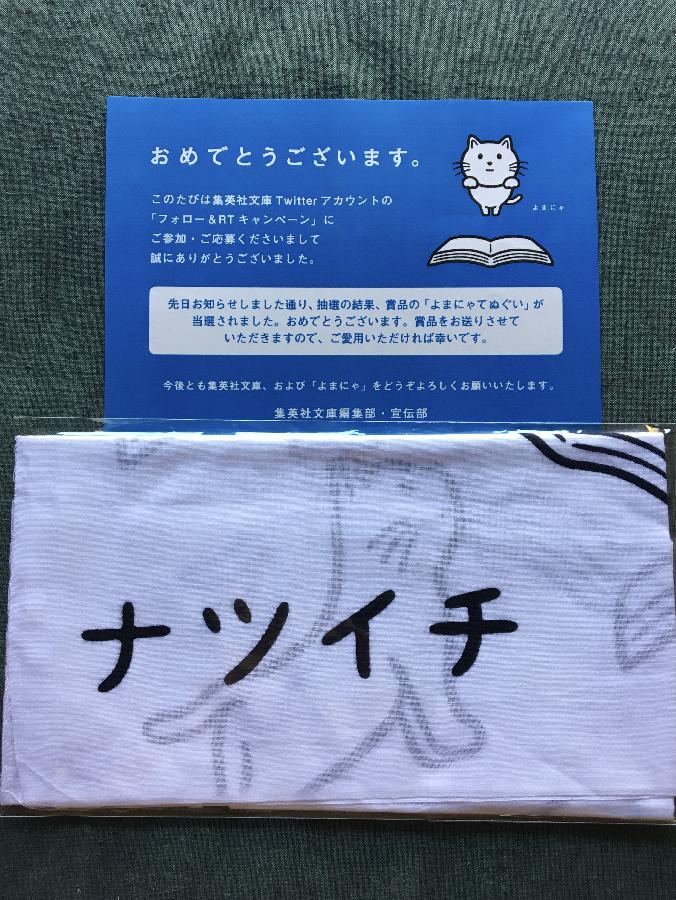 おめでとうございます。
よまにゃ
このたびは集英社文庫 Twitter アカウントの
「フォロー＆RT キャンペーン」に
ご参加・ご応募くださいまして
誠にありがとうございました。
先日お知らせしました通り、抽選の結果、賞品の「よまにゃてぬぐい」が
当選されました。おめでとうございます。賞品をお送りさせて
いただきますので、ご愛用いただければ幸いです。
今後とも集英社文庫、および「よまにゃ」をどうぞよろしくお願いいたします。
集英社文庫編集部・宣伝部
ナツイチ